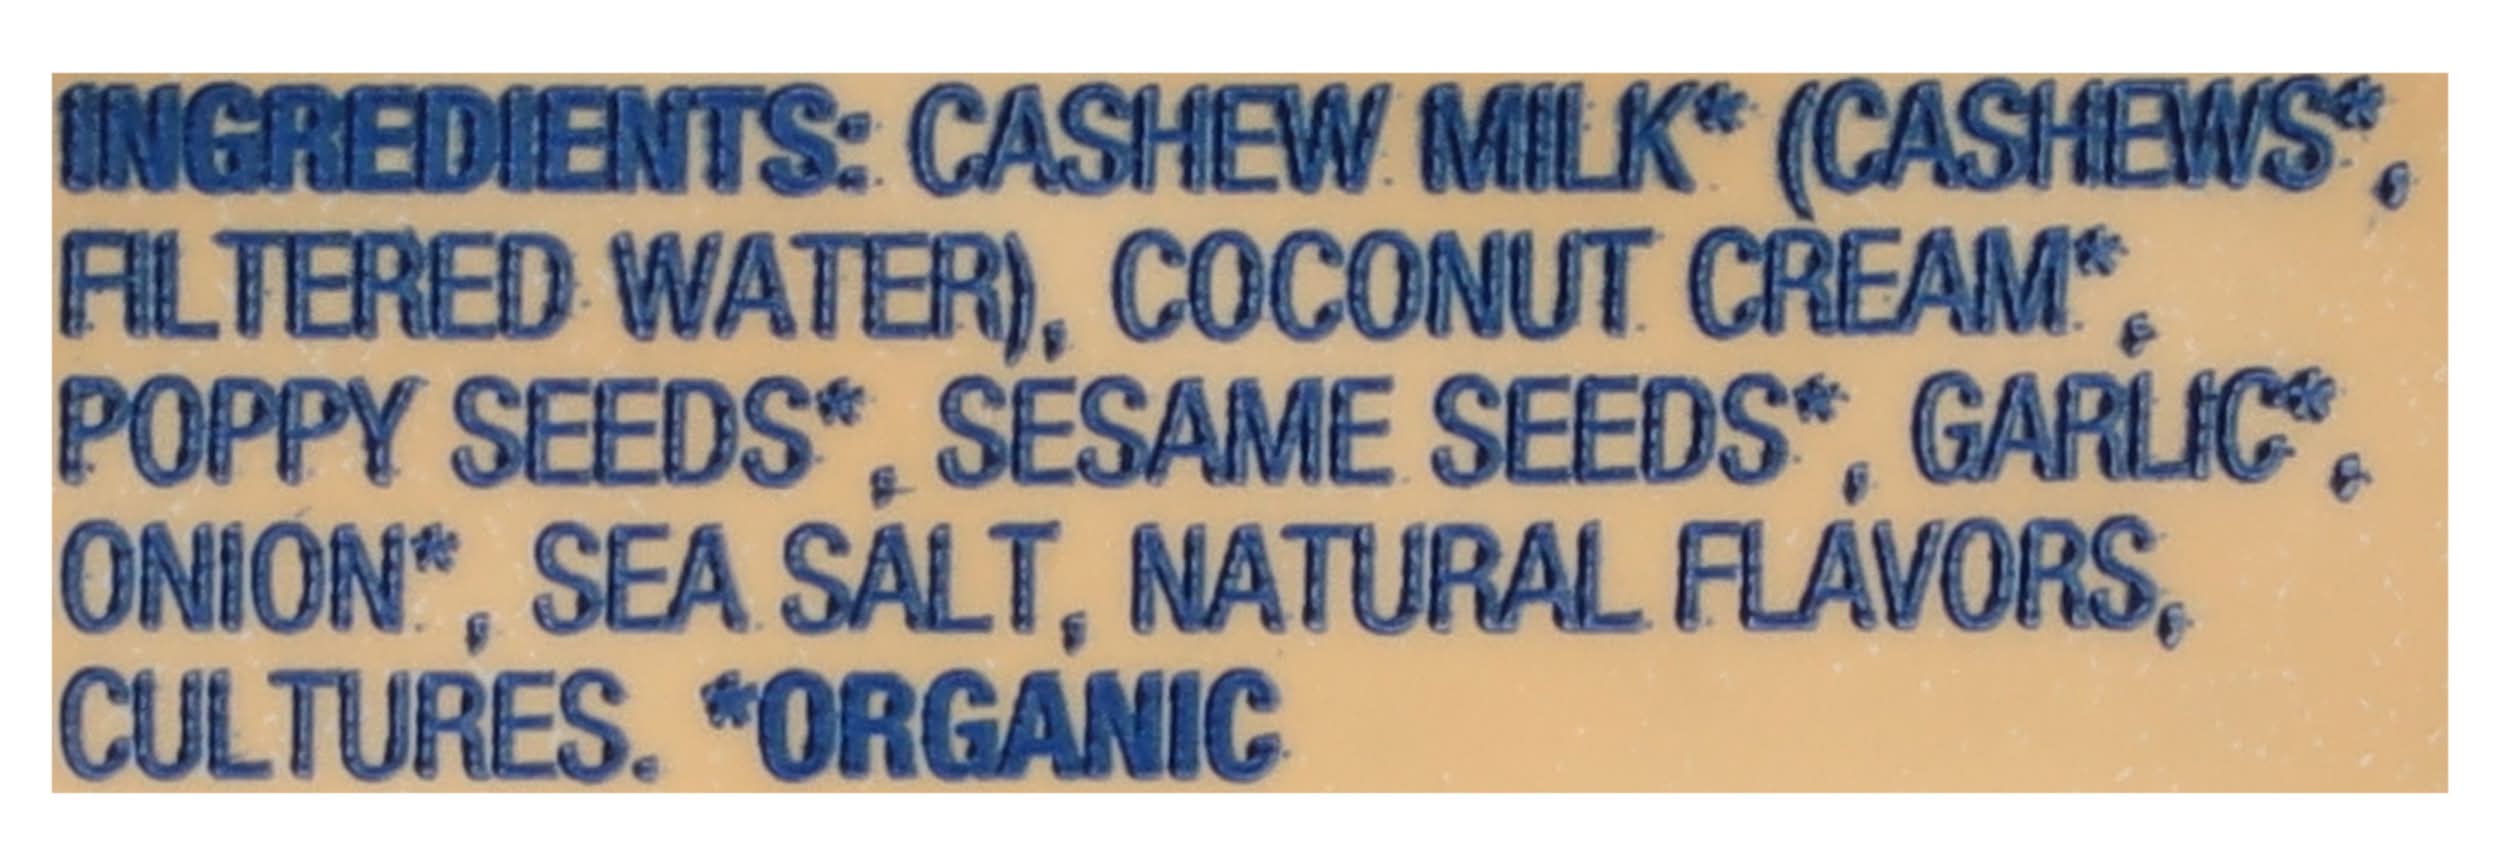 INGREDIENTS: CASHEW MILK* (CASHEWS*,
FILTERED WATER), COCONUT CREAM*,
POPPY SEEDS*, SESAME SEEDS*, GARLIC*,
ONION*, SEA SALT, NATURAL FLAVORS,
CULTURES. *ORGANIC